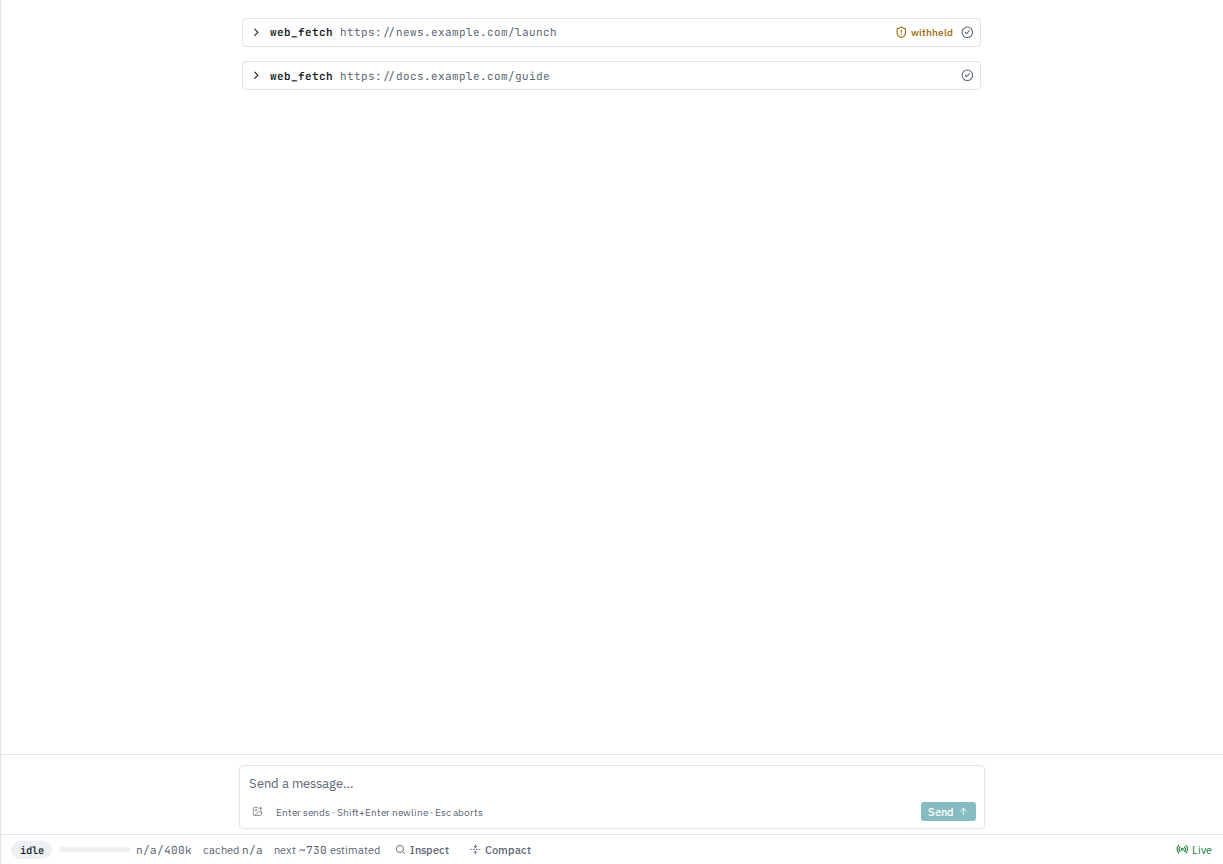 web_fetch https://news.example.com/launch withheld
web_fetch https://docs.example.com/guide
Send a message...
Enter sends · Shift+Enter newline · Esc aborts Send
idle n/a/400k cached n/a next ~730 estimated Inspect Compact Live